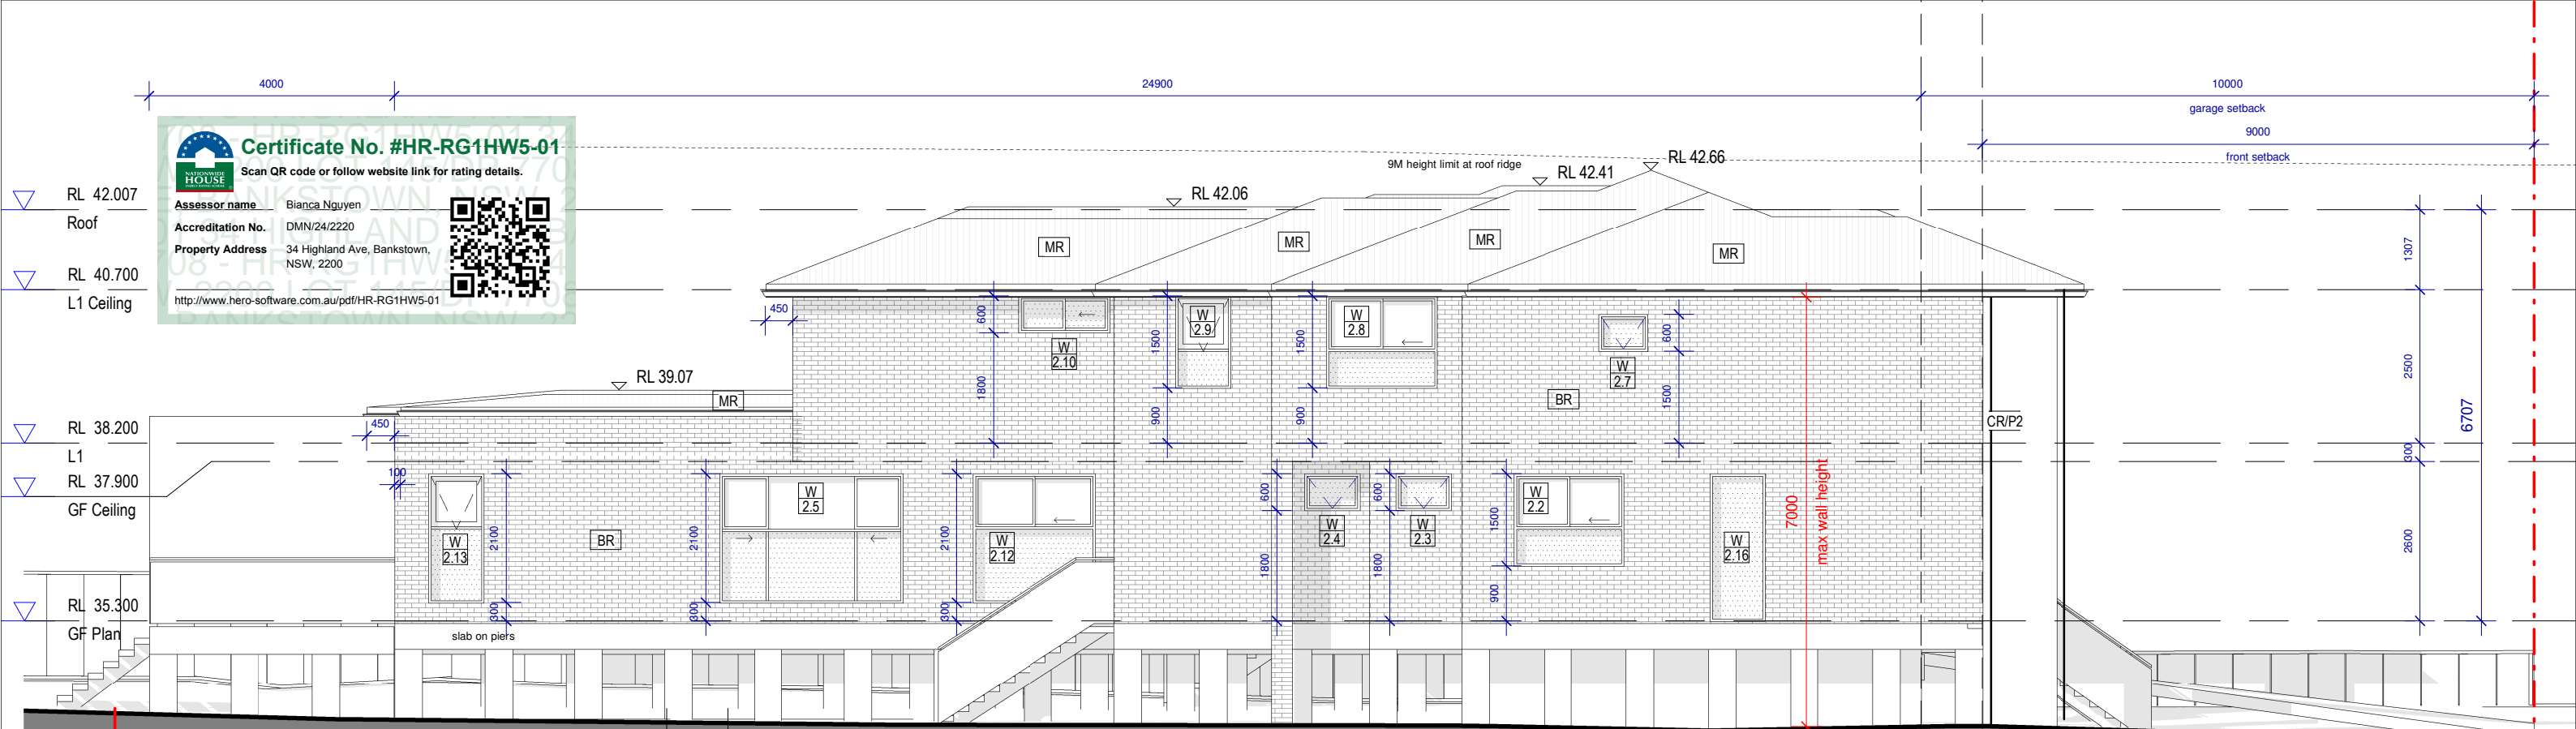 4000
24900
10000
garage setback
9000
front setback
Certificate No. #HR-RG1HW5-01
Scan QR code or follow website link for rating details.
NATIONWIDE
HOUSE
Assessor name Bianca Nguyen
Accreditation No. DMN/24/2220
Property Address 34 Highland Ave, Bankstown,
NSW, 2200
http://www.hero-software.com.au/pdf/HR-RG1HW5-01
9M height limit at roof ridge
RL 42.66
RL 42.41
RL 42.06
RL 42.007
Roof
MR
MR
MR
MR
1307
RL 40.700
L1 Ceiling
450
600
1800
W
2.10
1500
900
W
2.9
1500
900
W
2.8
W
2.7
600
1500
BR
2500
RL 39.07
MR
450
100
CR/P2
6707
RL 38.200
L1
300
RL 37.900
GF Ceiling
W
2.13
2100
300
BR
2100
300
W
2.5
2100
300
W
2.12
600
1800
W
2.4
600
1800
W
2.3
1500
900
W
2.2
W
2.16
7000
max wall height
2600
RL 35.300
GF Plan
slab on piers